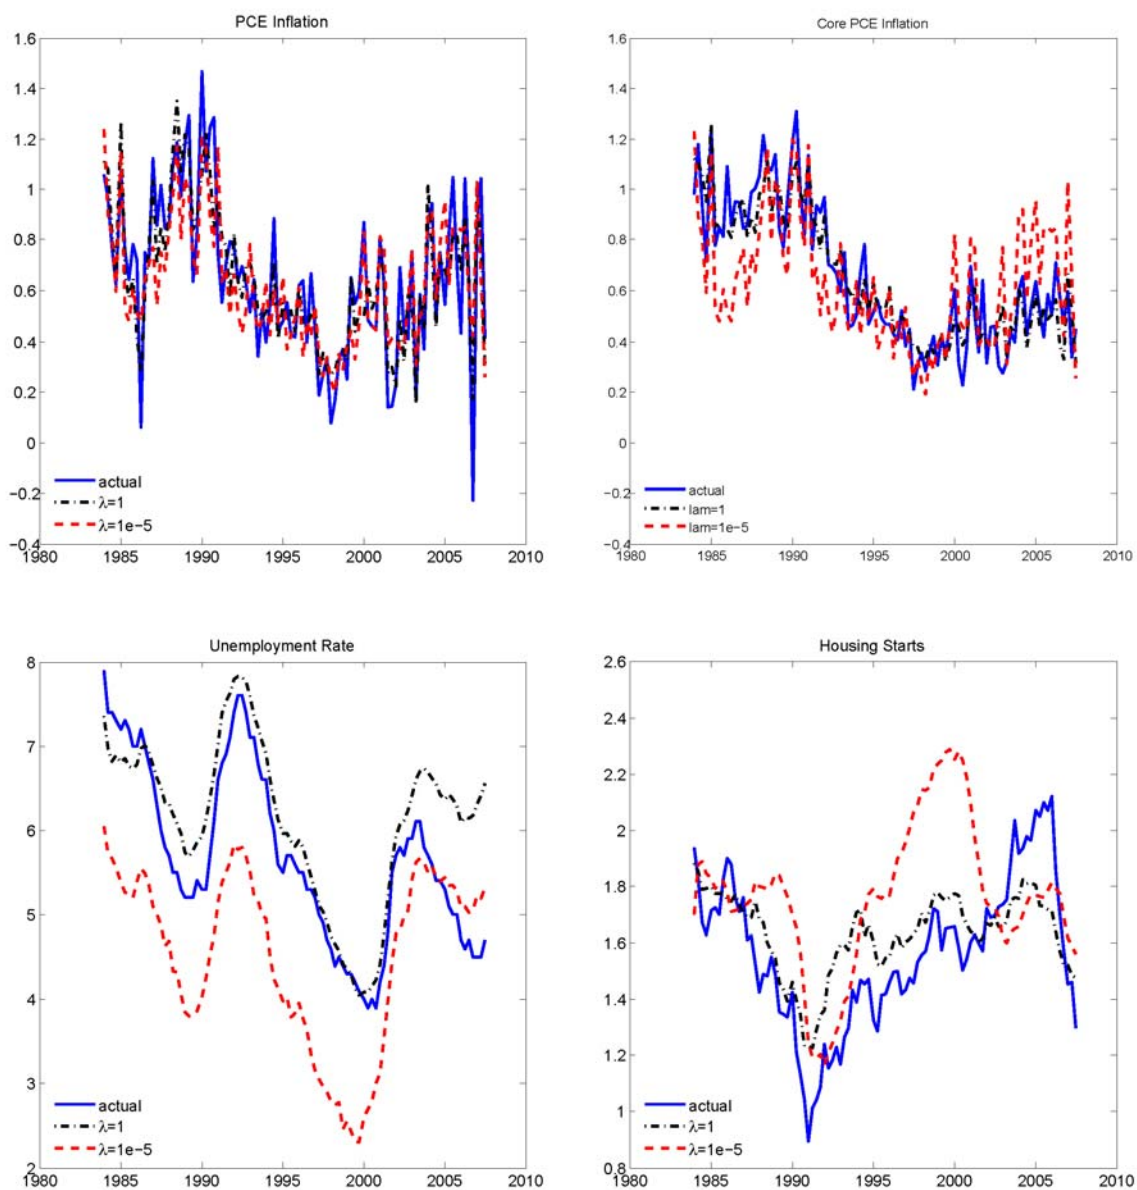 PCE Inflation
1.6
1.4
1.2
1
0.8
0.6
0.4
0.2
0
−0.2
−0.4
actual
λ=1
λ=1e−5
1980 1985 1990 1995 2000 2005 2010
Core PCE Inflation
1.6
1.4
1.2
1
0.8
0.6
0.4
0.2
0
−0.2
−0.4
actual
lam=1
lam=1e−5
1980 1985 1990 1995 2000 2005 2010
Unemployment Rate
8
7
6
5
4
3
2
actual
λ=1
λ=1e−5
1980 1985 1990 1995 2000 2005 2010
Housing Starts
2.6
2.4
2.2
2
1.8
1.6
1.4
1.2
1
0.8
actual
λ=1
λ=1e−5
1980 1985 1990 1995 2000 2005 2010